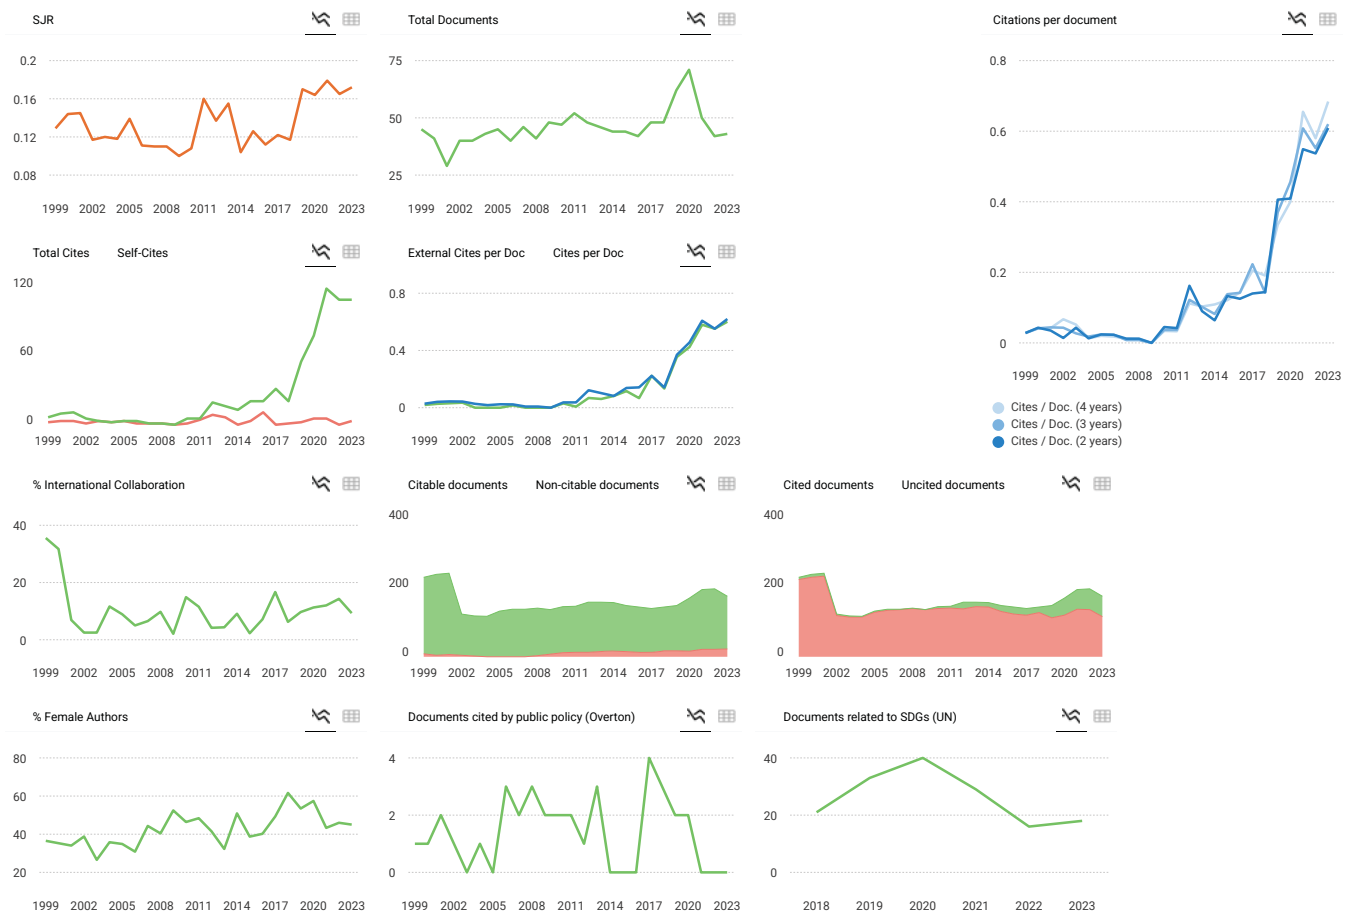 SJR
0.2
0.16
0.12
0.08
1999 2002 2005 2008 2011 2014 2017 2020 2023
Total Documents
75
50
25
1999 2002 2005 2008 2011 2014 2017 2020 2023
Citations per document
0.8
0.6
0.4
0.2
0
1999 2002 2005 2008 2011 2014 2017 2020 2023
Cites / Doc. (4 years)
Cites / Doc. (3 years)
Cites / Doc. (2 years)
Total Cites Self-Cites
120
60
0
1999 2002 2005 2008 2011 2014 2017 2020 2023
External Cites per Doc Cites per Doc
0.8
0.4
0
1999 2002 2005 2008 2011 2014 2017 2020 2023
% International Collaboration
40
20
0
1999 2002 2005 2008 2011 2014 2017 2020 2023
Citable documents Non-citable documents
400
200
0
1999 2002 2005 2008 2011 2014 2017 2020 2023
Cited documents Uncited documents
400
200
0
1999 2002 2005 2008 2011 2014 2017 2020 2023
% Female Authors
80
60
40
20
1999 2002 2005 2008 2011 2014 2017 2020 2023
Documents cited by public policy (Overton)
4
2
0
1999 2002 2005 2008 2011 2014 2017 2020 2023
Documents related to SDGs (UN)
40
20
0
2018 2019 2020 2021 2022 2023